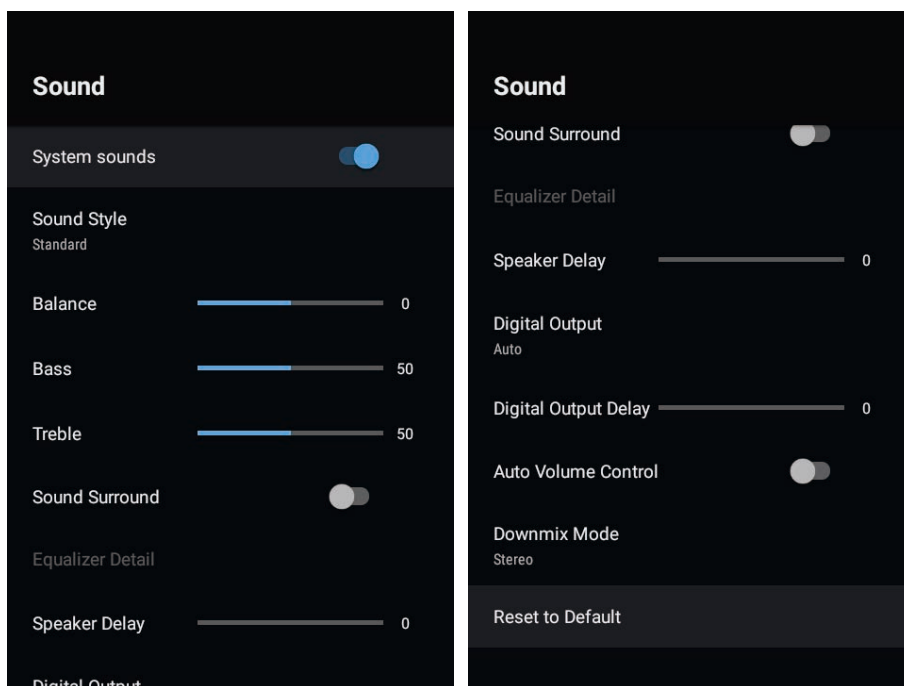 Sound
System sounds
Sound Style
Standard
Balance 0
Bass 50
Treble 50
Sound Surround
Equalizer Detail
Speaker Delay 0
Digital Output
Sound
Sound Surround
Equalizer Detail
Speaker Delay 0
Digital Output
Auto
Digital Output Delay 0
Auto Volume Control
Downmix Mode
Stereo
Reset to Default